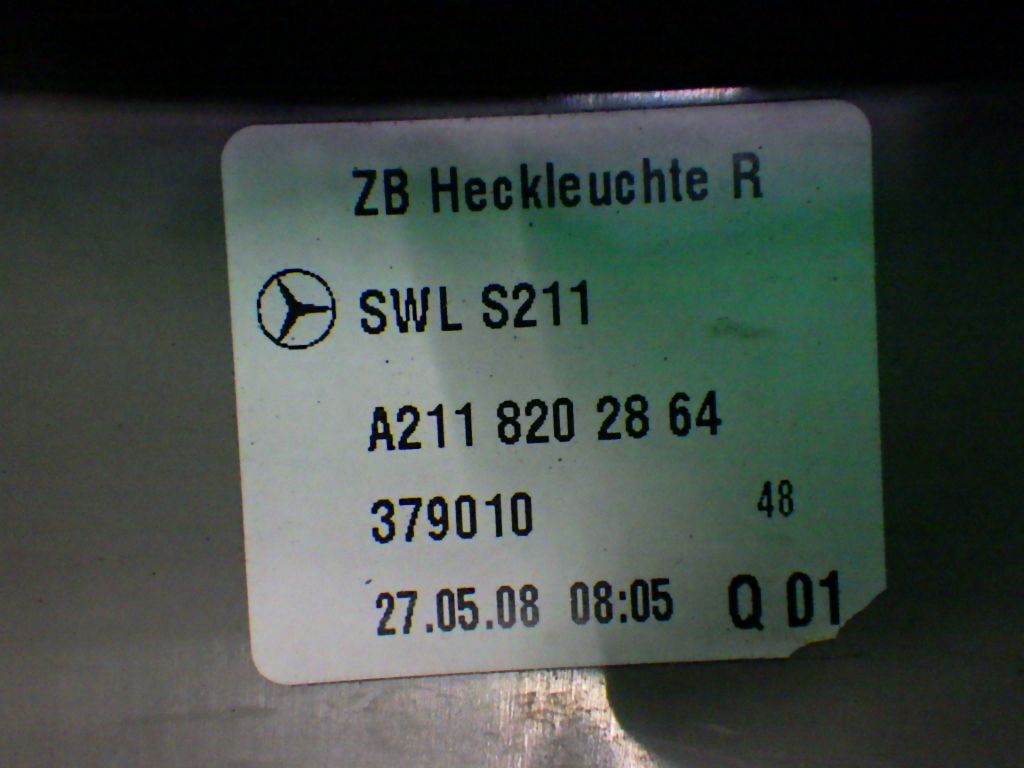 ZB Heckleuchte R
SWL S211
A211 820 28 64
379010 48
27.05.08 08:05 Q 01